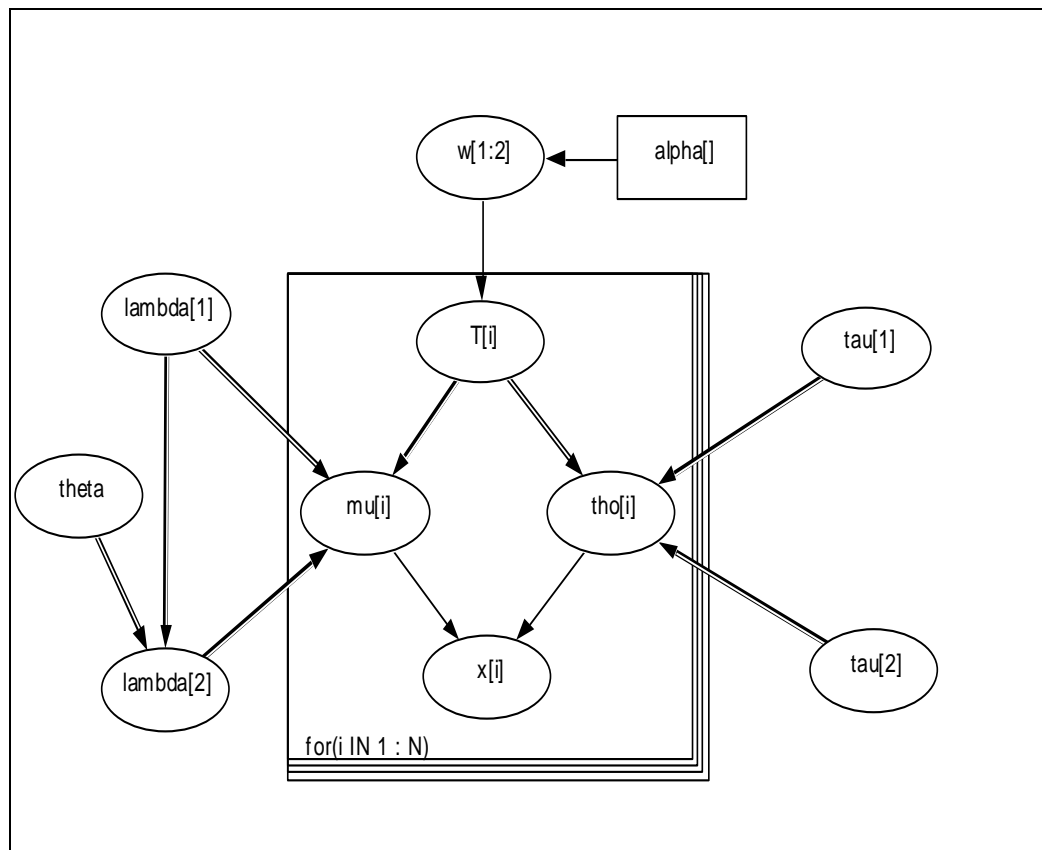 w[1:2]
alpha[]
lambda[1]
T[i]
tau[1]
theta
mu[i]
tho[i]
lambda[2]
x[i]
tau[2]
for(i IN 1 : N)